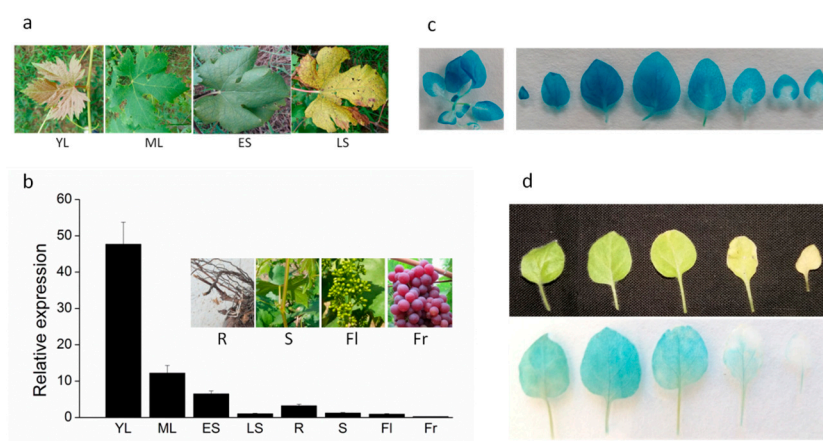 a
YL ML ES LS
b
Relative expression
60
50
40
30
20
10
0
R S Fl Fr
YL ML ES LS R S Fl Fr
c
d